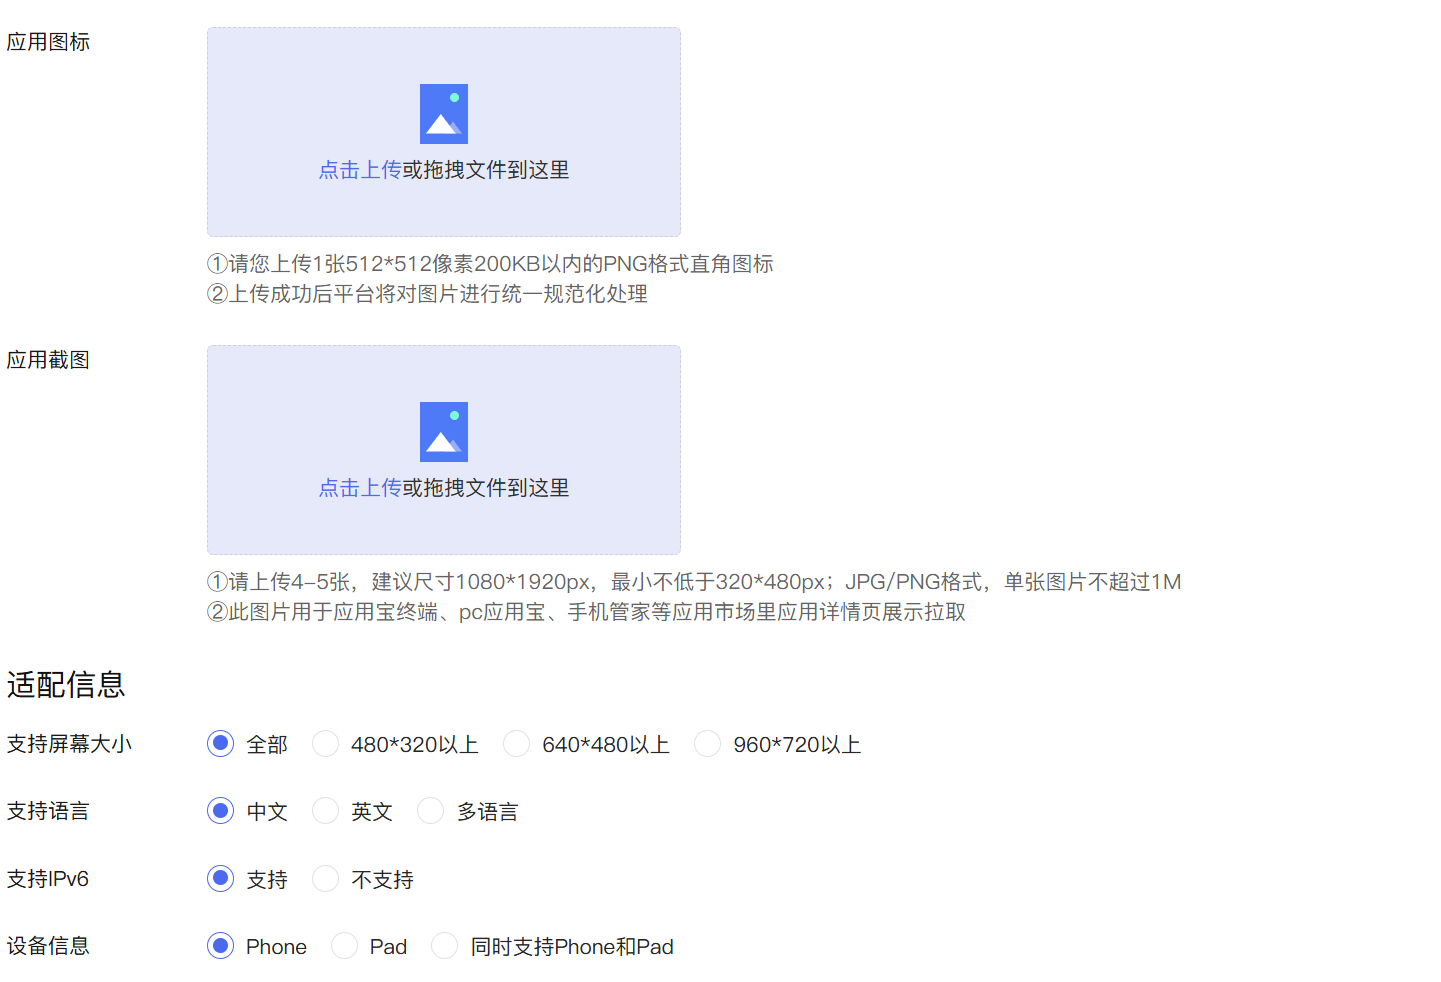 应用图标
点击上传或拖拽文件到这里
①请您上传1张512*512像素200KB以内的PNG格式直角图标
②上传成功后平台将对图片进行统一规范化处理
应用截图
点击上传或拖拽文件到这里
①请上传4-5张，建议尺寸1080*1920px，最小不低于320*480px；JPG/PNG格式，单张图片不超过1M
②此图片用于应用宝终端、pc应用宝、手机管家等应用市场里应用详情页展示拉取
适配信息
支持屏幕大小 全部 480*320以上 640*480以上 960*720以上
支持语言 中文 英文 多语言
支持IPv6 支持 不支持
设备信息 Phone Pad 同时支持Phone和Pad